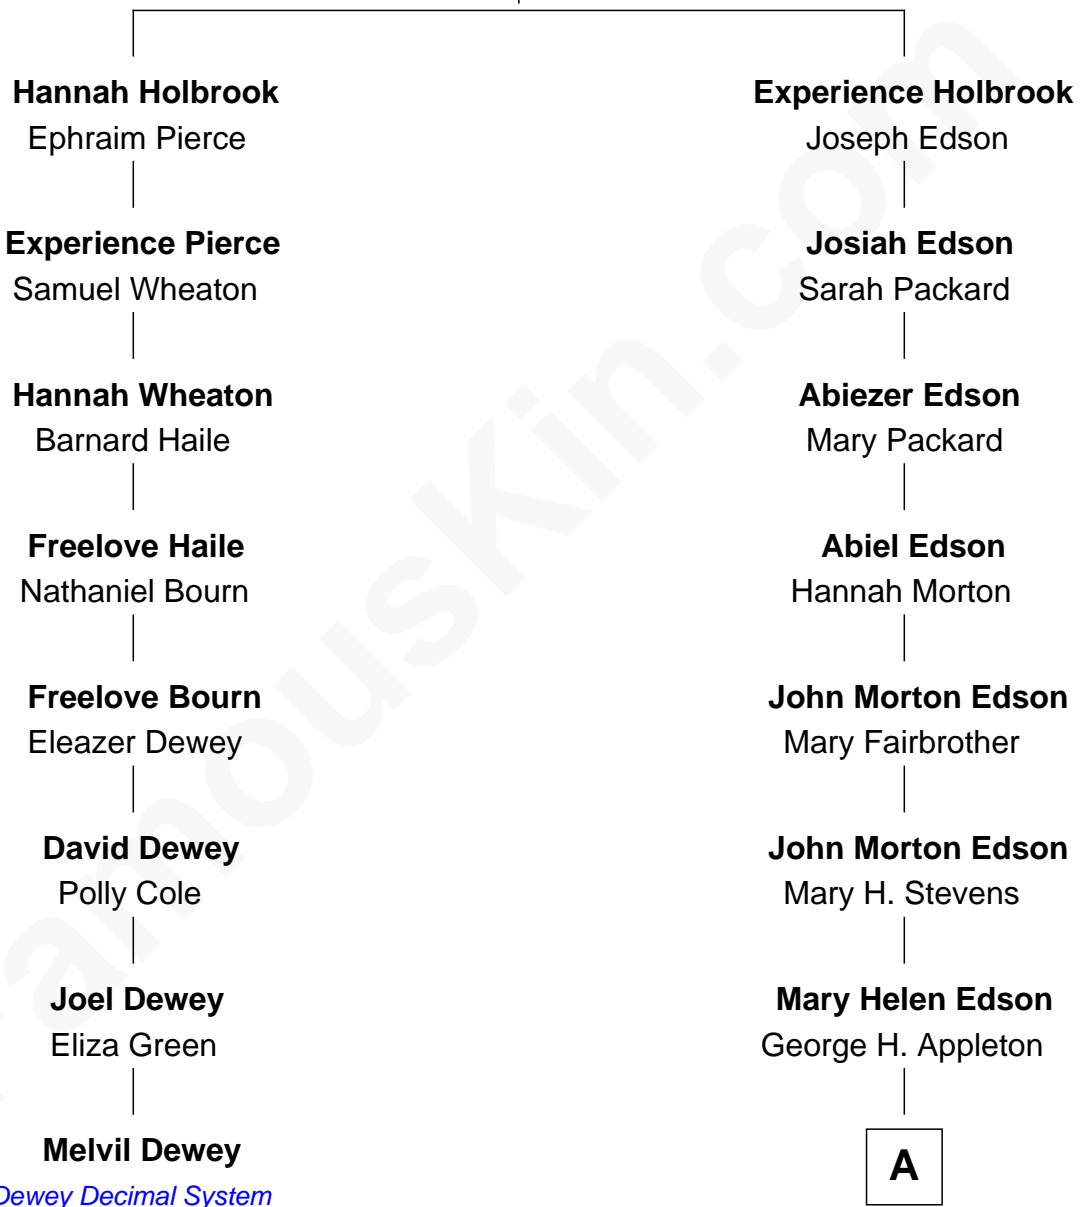 Hannah Holbrook
Ephraim Pierce
Experience Pierce
Samuel Wheaton
Hannah Wheaton
Barnard Haile
Freelove Haile
Nathaniel Bourn
Freelove Bourn
Eleazer Dewey
David Dewey
Polly Cole
Joel Dewey
Eliza Green
Melvil Dewey
Dewey Decimal System
Experience Holbrook
Joseph Edson
Josiah Edson
Sarah Packard
Abiezer Edson
Mary Packard
Abiel Edson
Hannah Morton
John Morton Edson
Mary Fairbrother
John Morton Edson
Mary H. Stevens
Mary Helen Edson
George H. Appleton
A
FamousKin.com